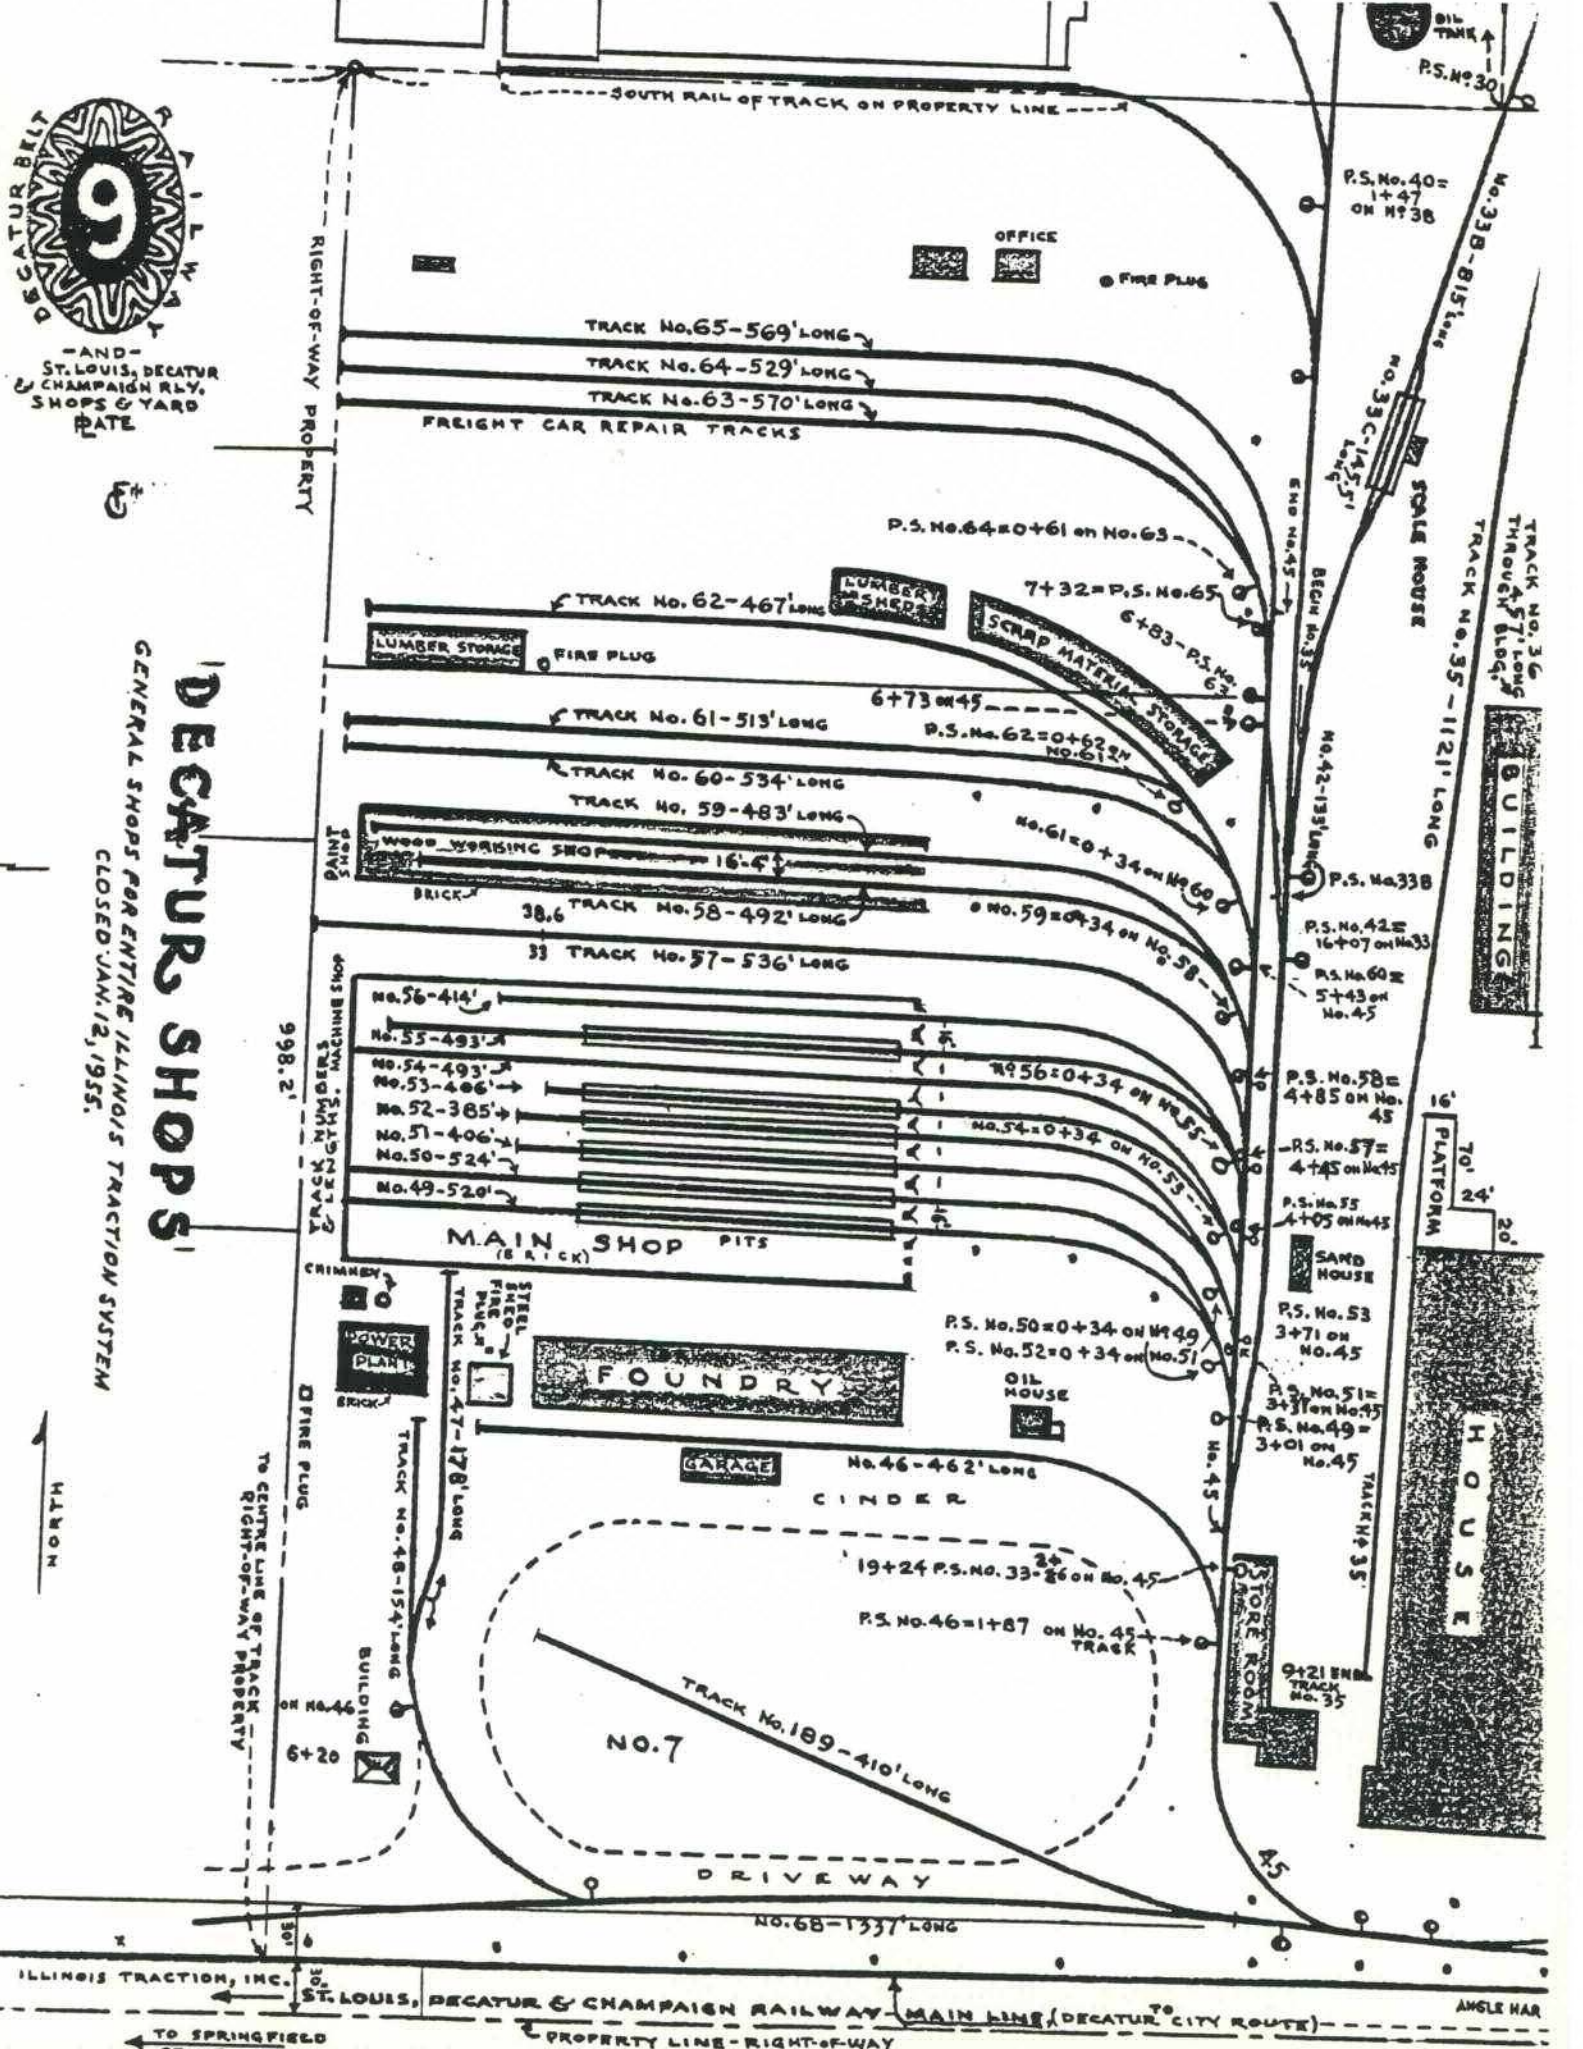 OIL
TANK
P.S. No 30
SOUTH RAIL OF TRACK ON PROPERTY LINE
DECATUR BELT RAILWAY
9
-AND-
ST. LOUIS, DECATUR
& CHAMPAIGN RLY.
SHOPS & YARD
PLATE
RIGHT-OF-WAY PROPERTY
P.S. No. 40=
1+47
ON No 38
No. 33B-815' LONG
OFFICE
FIRE PLUG
TRACK No. 65-569' LONG
TRACK No. 64-529' LONG
TRACK No. 63-570' LONG
FREIGHT CAR REPAIR TRACKS
No. 33C-145.5'
LONG
SCALE HOUSE
END No. 45
BEGIN No. 35
TRACK No. 35-1121' LONG
TRACK No. 36
457' LONG
THROUGH BLDG.
P.S. No. 64=0+61 on No. 63
7+32=P.S. No. 65
6+83-P.S. No.
63
LUMBER
SHEDS
SCRAP MATERIAL STORAGE
TRACK No. 62-467' LONG
LUMBER STORAGE
FIRE PLUG
6+73 on 45
P.S. No. 62=0+62 ON
No. 61
TRACK No. 61-513' LONG
TRACK No. 60-534' LONG
TRACK No. 59-483' LONG
PAINT
SHOP
WOOD WORKING SHOP
16'-4"
BRICK
38.6
TRACK No. 58-492' LONG
33
TRACK No. 57-536' LONG
No. 61=0+34 on No 60
No. 59=0+34 on No. 58
No. 42-133' LONG
P.S. No. 33B
P.S. No. 42=
16+07 on No 33
P.S. No. 60=
5+43 on
No. 45
BUILDING
'DECATUR, SHOPS'
GENERAL SHOPS FOR ENTIRE ILLINOIS TRACTION SYSTEM
CLOSED JAN. 12, 1955.
998.2'
TRACK NUMBERS
& LENGTHS. MACHINE SHOP
No. 56-414'
No. 55-493'
No. 54-493'
No. 53-406'
No. 52-385'
No. 51-406'
No. 50-524'
No. 49-520'
16'
MAIN SHOP
(BRICK)
PITS
No 56=0+34 on No. 55
No. 54=0+34 on No. 53
P.S. No. 58=
4+85 on No.
45
P.S. No. 57=
4+45 on No 45
P.S. No. 55
4+05 on No 45
16'
PLATFORM
70'
24'
20'
SAND
HOUSE
P.S. No. 53
3+71 on
No. 45
P.S. No. 51=
3+31 on No. 45
P.S. No. 49=
3+01 on
No. 45
CHIMNEY
POWER
PLANT
BRICK
FIRE PLUG
STEEL
SHED
FIRE
PLUG
TRACK No. 47-178' LONG
FOUNDRY
P.S. No. 50=0+34 on No 49
P.S. No. 52=0+34 on No. 51
OIL
HOUSE
GARAGE
No. 46-462' LONG
CINDER
No. 45
HOUSE
TRACK No 35
TRACK No. 48-154' LONG
TO CENTRE LINE OF TRACK
RIGHT-OF-WAY PROPERTY
NORTH
24
19+24 P.S. No. 33-26 on No. 45
P.S. No. 46=1+87 on No. 45
TRACK
STORE ROOM
9+21 END
TRACK
No. 35
ON No. 46
6+20
BUILDING
NO. 7
TRACK No. 189-410' LONG
DRIVEWAY
45
No. 68-1337' LONG
50'
30'
ILLINOIS TRACTION, INC.
ST. LOUIS, DECATUR & CHAMPAIGN RAILWAY-MAIN LINE, (DECATUR TO CITY ROUTE)
ANGLE HAR
TO SPRINGFIELD
PROPERTY LINE-RIGHT-OF-WAY